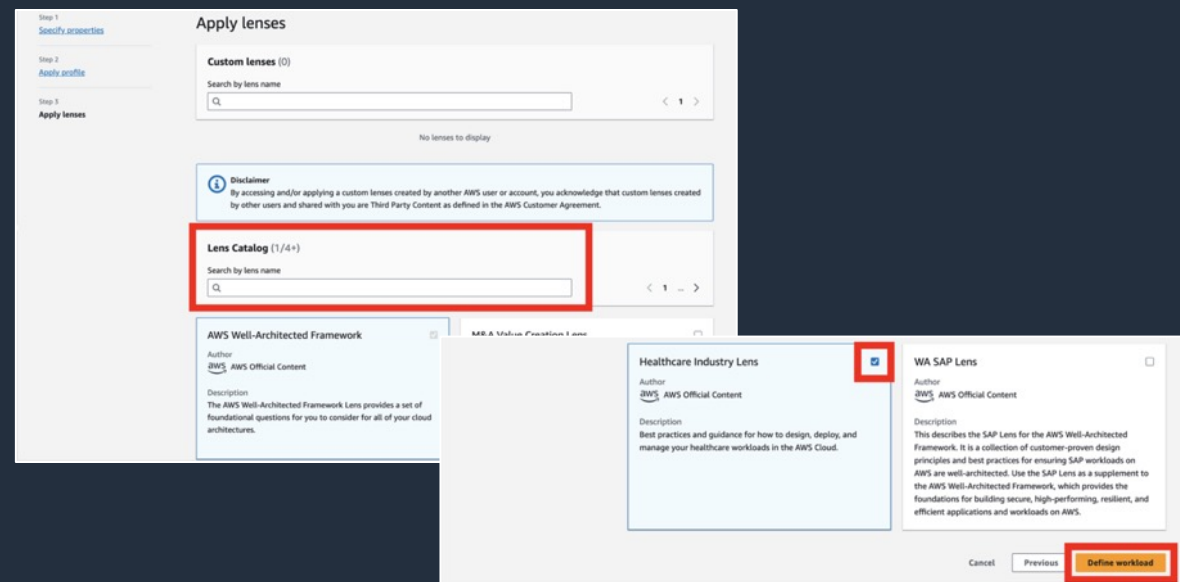 Step 1
Specify properties
Step 2
Apply profile
Step 3
Apply lenses
Apply lenses
Custom lenses (0)
Search by lens name
1
No lenses to display
Disclaimer
By accessing and/or applying a custom lenses created by another AWS user or account, you acknowledge that custom lenses created
by other users and shared with you are Third Party Content as defined in the AWS Customer Agreement.
Lens Catalog (1/4+)
Search by lens name
1 ...
AWS Well-Architected Framework
Author
aws AWS Official Content
Description
The AWS Well-Architected Framework Lens provides a set of
foundational questions for you to consider for all of your cloud
architectures.
M&A Value Creation Lens
Healthcare Industry Lens
Author
aws AWS Official Content
Description
Best practices and guidance for how to design, deploy, and
manage your healthcare workloads in the AWS Cloud.
WA SAP Lens
Author
aws AWS Official Content
Description
This describes the SAP Lens for the AWS Well-Architected
Framework. It is a collection of customer-proven design
principles and best practices for ensuring SAP workloads on
AWS are well-architected. Use the SAP Lens as a supplement to
the AWS Well-Architected Framework, which provides the
foundations for building secure, high-performing, resilient, and
efficient applications and workloads on AWS.
Cancel
Previous
Define workload